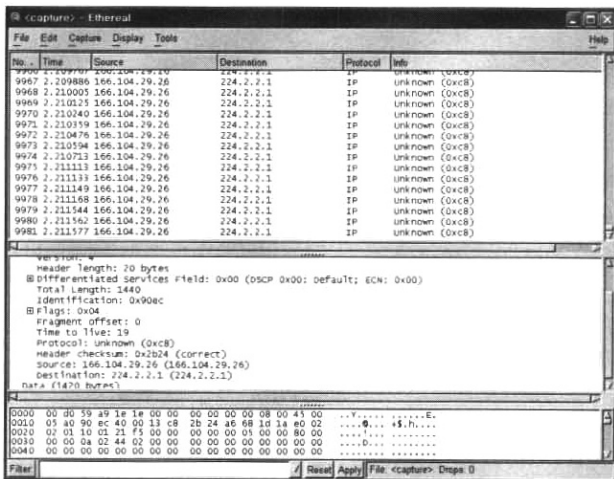 <capture> - Ethereal
File Edit Capture Display Tools Help
No. . Time Source Destination Protocol Info
9966 2.209767 166.104.29.26 224.2.2.1 IP unknown (0xc8)
9967 2.209886 166.104.29.26 224.2.2.1 IP unknown (0xc8)
9968 2.210005 166.104.29.26 224.2.2.1 IP unknown (0xc8)
9969 2.210125 166.104.29.26 224.2.2.1 IP unknown (0xc8)
9970 2.210240 166.104.29.26 224.2.2.1 IP unknown (0xc8)
9971 2.210359 166.104.29.26 224.2.2.1 IP unknown (0xc8)
9972 2.210476 166.104.29.26 224.2.2.1 IP unknown (0xc8)
9973 2.210594 166.104.29.26 224.2.2.1 IP unknown (0xc8)
9974 2.210713 166.104.29.26 224.2.2.1 IP unknown (0xc8)
9975 2.211113 166.104.29.26 224.2.2.1 IP unknown (0xc8)
9976 2.211133 166.104.29.26 224.2.2.1 IP unknown (0xc8)
9977 2.211149 166.104.29.26 224.2.2.1 IP unknown (0xc8)
9978 2.211168 166.104.29.26 224.2.2.1 IP unknown (0xc8)
9979 2.211544 166.104.29.26 224.2.2.1 IP unknown (0xc8)
9980 2.211562 166.104.29.26 224.2.2.1 IP unknown (0xc8)
9981 2.211577 166.104.29.26 224.2.2.1 IP unknown (0xc8)
Version: 4
Header length: 20 bytes
Differentiated Services Field: 0x00 (DSCP 0x00: Default; ECN: 0x00)
Total Length: 1440
Identification: 0x90ec
Flags: 0x04
Fragment offset: 0
Time to live: 19
Protocol: Unknown (0xc8)
Header checksum: 0x2b24 (correct)
Source: 166.104.29.26 (166.104.29.26)
Destination: 224.2.2.1 (224.2.2.1)
Data (1420 bytes)
0000 00 d0 59 a9 1e 1e 00 00 00 00 00 00 08 00 45 00 ..Y..... ......E.
0010 05 a0 90 ec 40 00 13 c8 2b 24 a6 68 1d 1a e0 02 ....@... +$.h....
0020 02 01 10 01 21 f5 00 00 00 00 00 05 00 00 80 00 ....!... ........
0030 00 00 0a 02 44 02 00 00 00 00 00 00 00 00 00 00 ....D... ........
0040
Filter: Reset Apply File: <capture> Drops: 0